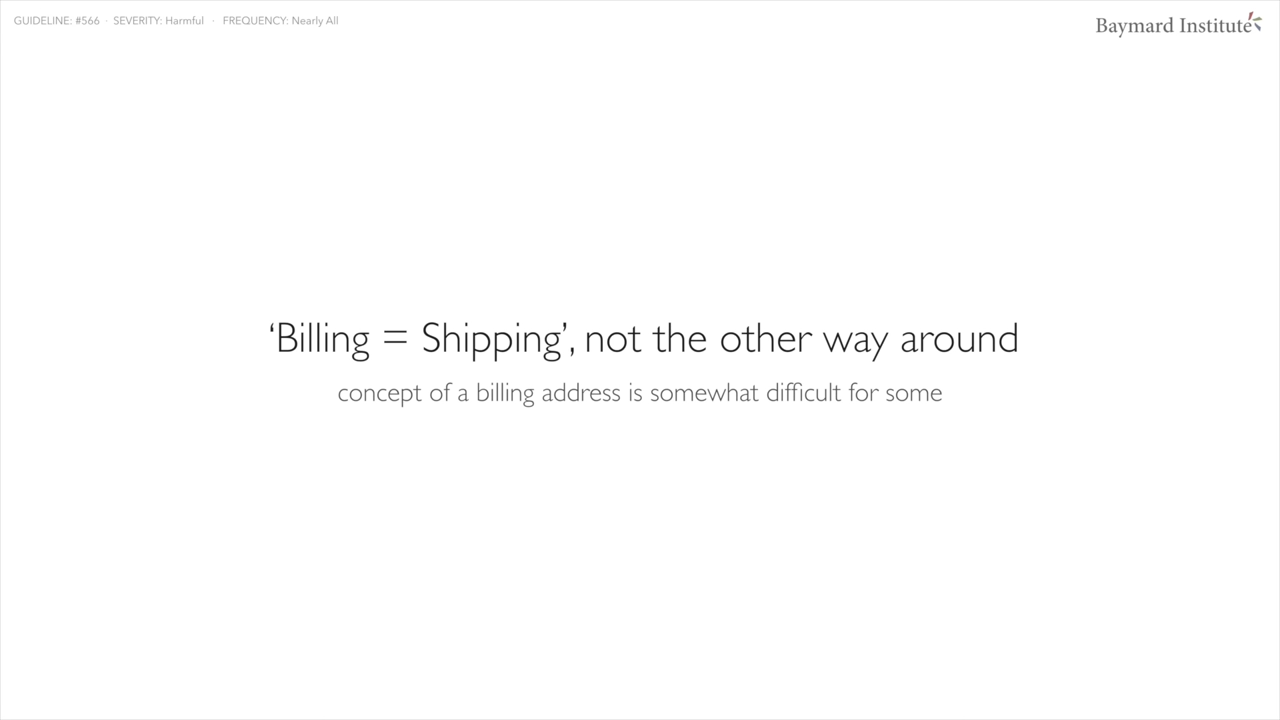 GUIDELINE: #566 · SEVERITY: Harmful · FREQUENCY: Nearly All
Baymard Institute
‘Billing = Shipping’, not the other way around
concept of a billing address is somewhat difficult for some